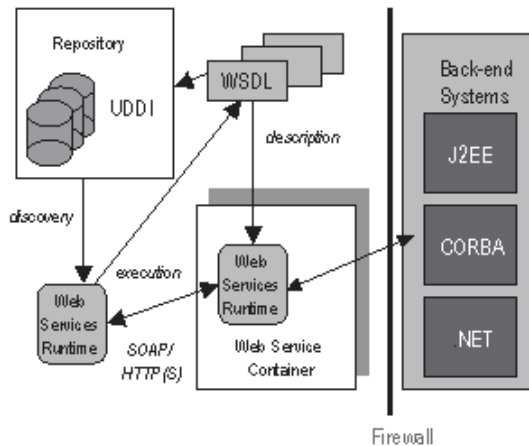 Repository
UDDI
WSDL
description
discovery
execution
Web
Services
Runtime
SOAP/
HTTP(S)
Web
Services
Runtime
Web Service
Container
Back-end
Systems
J2EE
CORBA
.NET
Firewall